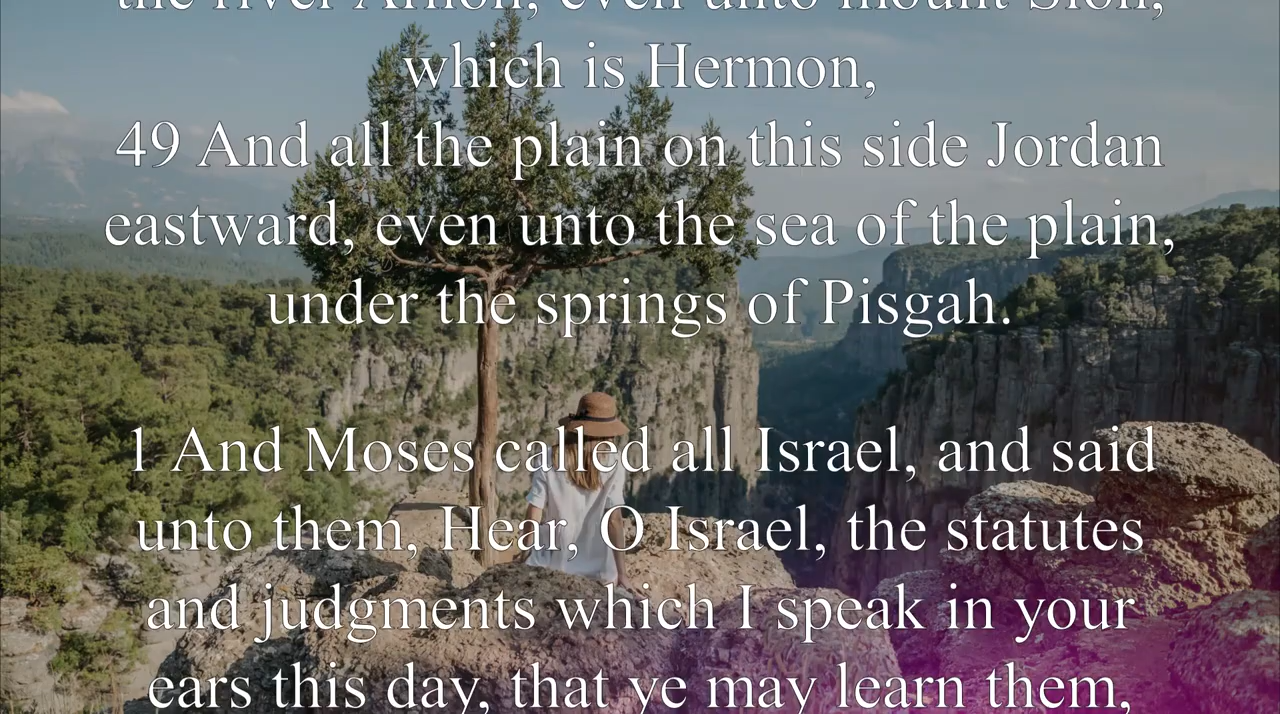 the river Arnon, even unto mount Sion,
which is Hermon,
49 And all the plain on this side Jordan
eastward, even unto the sea of the plain,
under the springs of Pisgah.
1 And Moses called all Israel, and said
unto them, Hear, O Israel, the statutes
and judgments which I speak in your
ears this day, that ye may learn them,